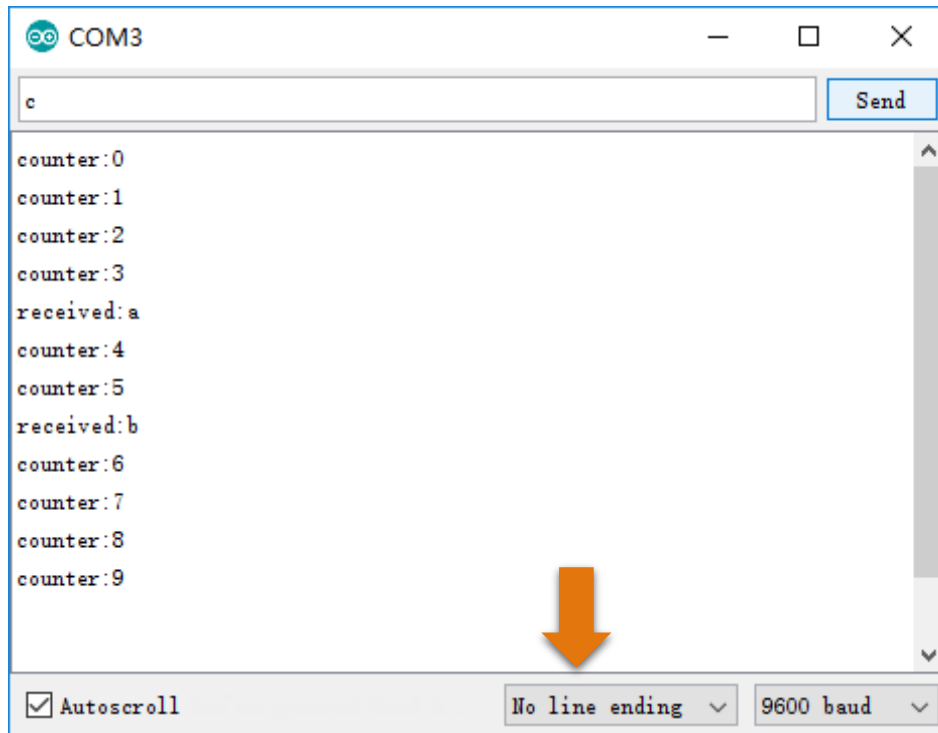 COM3
c
Send
counter:0
counter:1
counter:2
counter:3
received:a
counter:4
counter:5
received:b
counter:6
counter:7
counter:8
counter:9
Autoscroll
No line ending
9600 baud